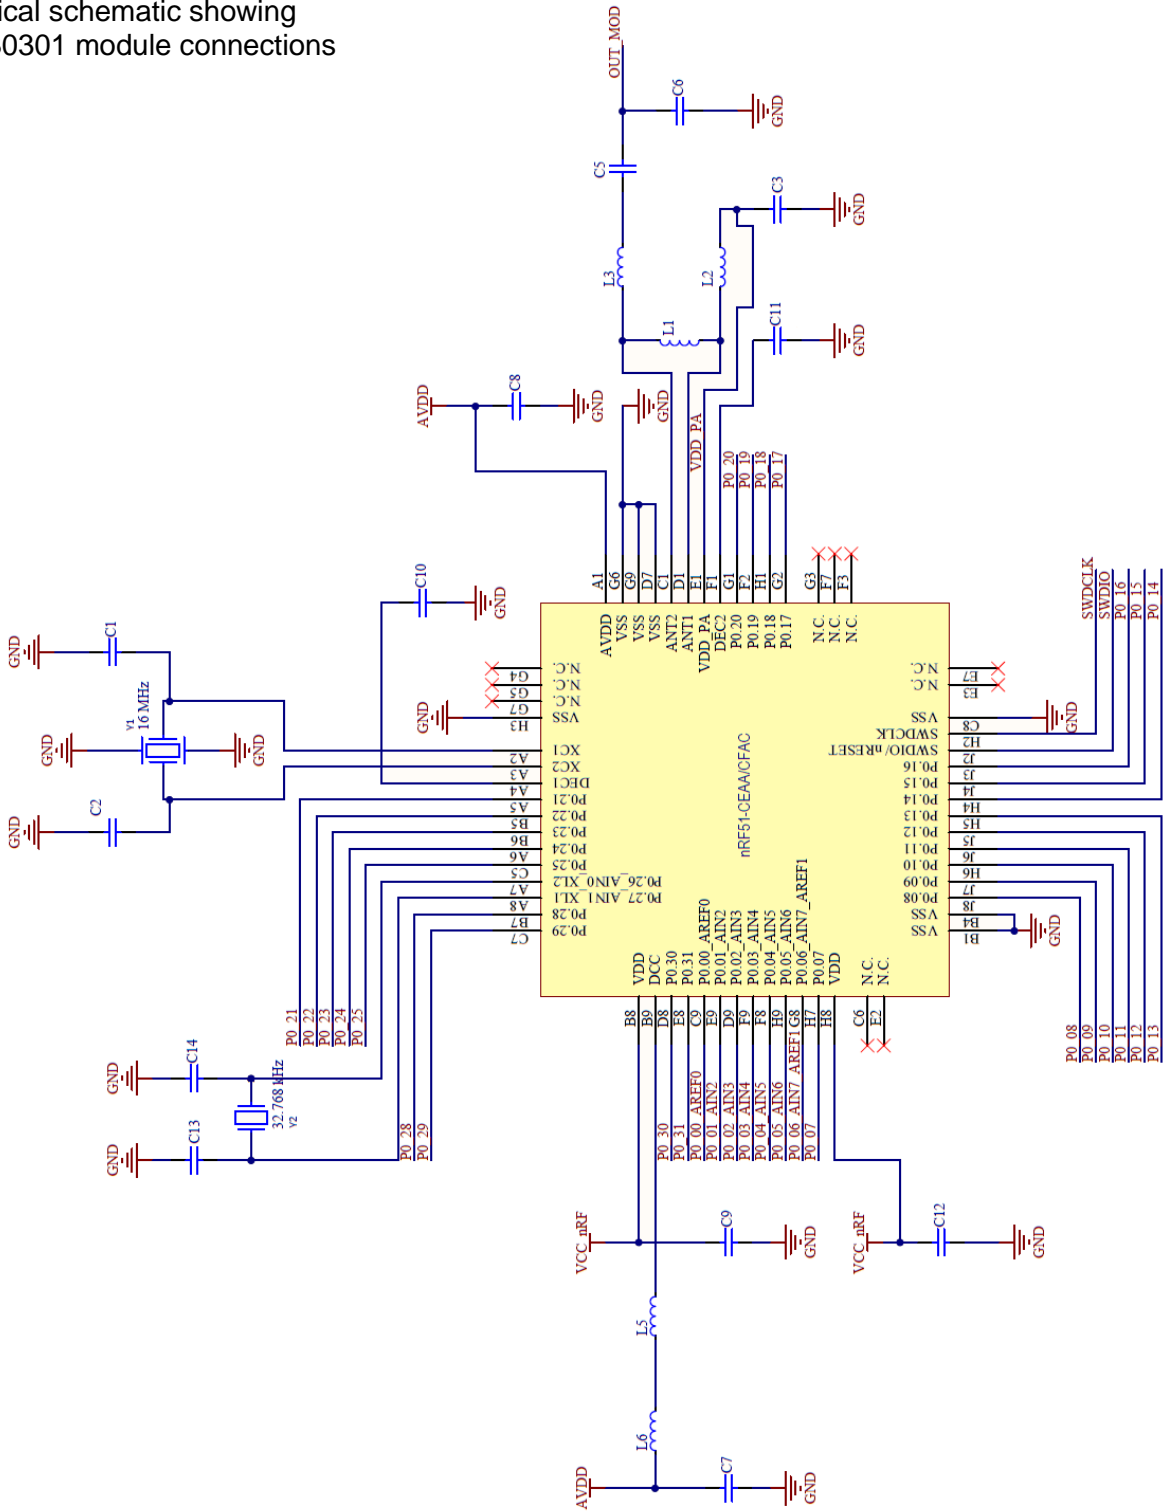 ical schematic showing
0301 module connections
OUT_MOD
C6
GND
C5
C3
GND
L3
L2
L1
C11
GND
AVDD
C8
GND
GND
VDD_PA
P0_20
P0_19
P0_18
P0_17
C10
GND
A1
G6
G9
D7
C1
D1
E1
F1
G1
F2
H1
G2
G3
F7
F3
AVDD
VSS
VSS
VSS
ANT2
ANT1
VDD_PA
DEC2
P0.20
P0.19
P0.18
P0.17
N.C.
N.C.
N.C.
SWDCLK
SWDIO
P0_16
P0_15
P0_14
GND
C1
Y1
16 MHz
GND
GND
GND
C2
GND
N.C. G4
N.C. G5
N.C. G7
VSS H3
XC1 A2
XC2 A3
DEC1 A4
P0.21 A5
P0.22 B5
P0.23 B6
P0.24 A6
P0.25 C5
P0.26_AIN0_XL2 A7
P0.27_AIN1_XL1 A8
P0.28 B7
P0.29 C7
nRF51-CEAA/CFAC
N.C. E7
N.C. E3
VSS C8
SWDCLK H2
SWDIO/nRESET J2
P0.16 J3
P0.15 J4
P0.14 H4
P0.13 H5
P0.12 J5
P0.11 J6
P0.10 H6
P0.09 J7
P0.08 J8
VSS B4
VSS B1
GND
GND
VDD
DCC
P0.30
P0.31
P0.00_AREF0
P0.01_AIN2
P0.02_AIN3
P0.03_AIN4
P0.04_AIN5
P0.05_AIN6
P0.06_AIN7_AREF1
P0.07
VDD
N.C.
N.C.
B8
B9
D8
E8
C9
E9
D9
F9
F8
H9
G8
H7
H8
C6
E2
P0_21
P0_22
P0_23
P0_24
P0_25
P0_28
P0_29
GND
C14
32.768 kHz
Y2
GND
C13
P0_30
P0_31
P0_00_AREF0
P0_01_AIN2
P0_02_AIN3
P0_03_AIN4
P0_04_AIN5
P0_05_AIN6
P0_06_AIN7_AREF1
P0_07
P0_08
P0_09
P0_10
P0_11
P0_12
P0_13
VCC_nRF
C9
GND
VCC_nRF
C12
GND
L5
L6
AVDD
C7
GND